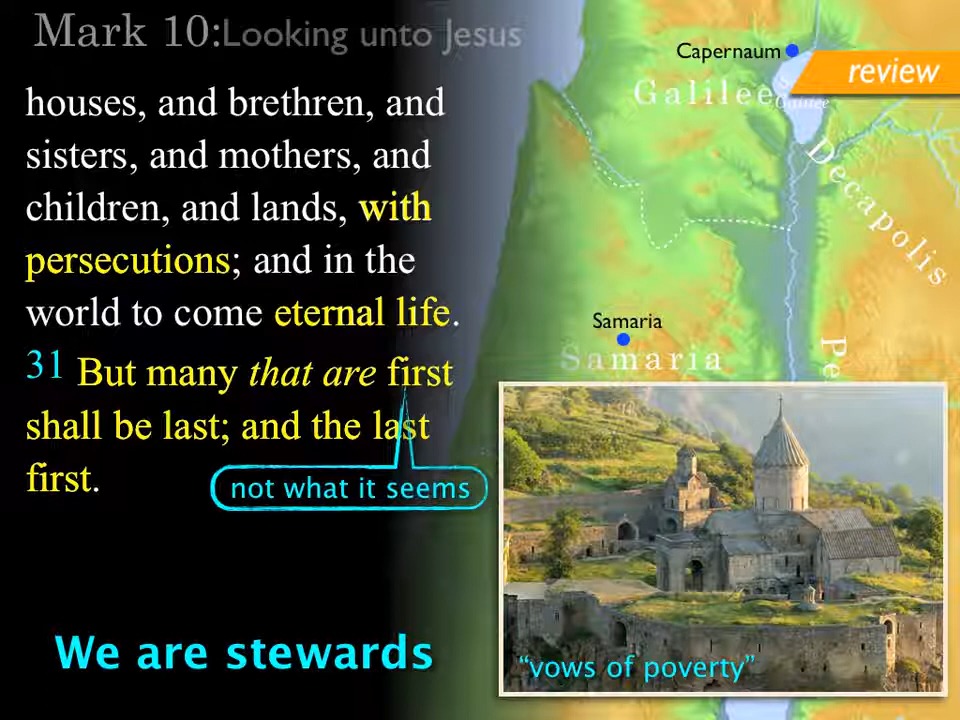 Mark 10:Looking unto Jesus
houses, and brethren, and
sisters, and mothers, and
children, and lands, with
persecutions; and in the
world to come eternal life.
31 But many that are first
shall be last; and the last
first.
not what it seems
We are stewards
Capernaum
review
Galilee
Galilee
Decapolis
Samaria
Samaria
Pe
“vows of poverty”